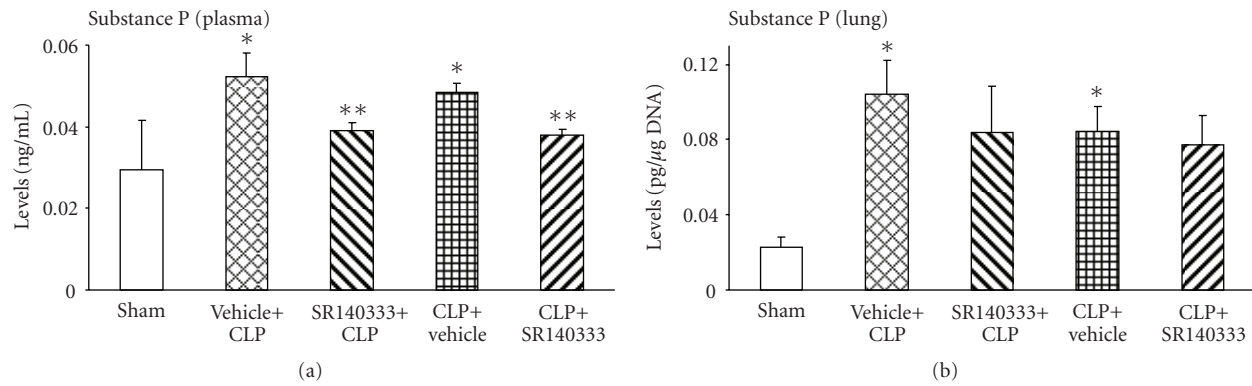 Substance P (plasma)
0.06
0.04
0.02
0
Levels (ng/mL)
*
**
*
**
Sham
Vehicle+
CLP
SR140333+
CLP
CLP+
vehicle
CLP+
SR140333
(a)
Substance P (lung)
0.12
0.08
0.04
0
Levels (pg/µg DNA)
*
*
Sham
Vehicle+
CLP
SR140333+
CLP
CLP+
vehicle
CLP+
SR140333
(b)